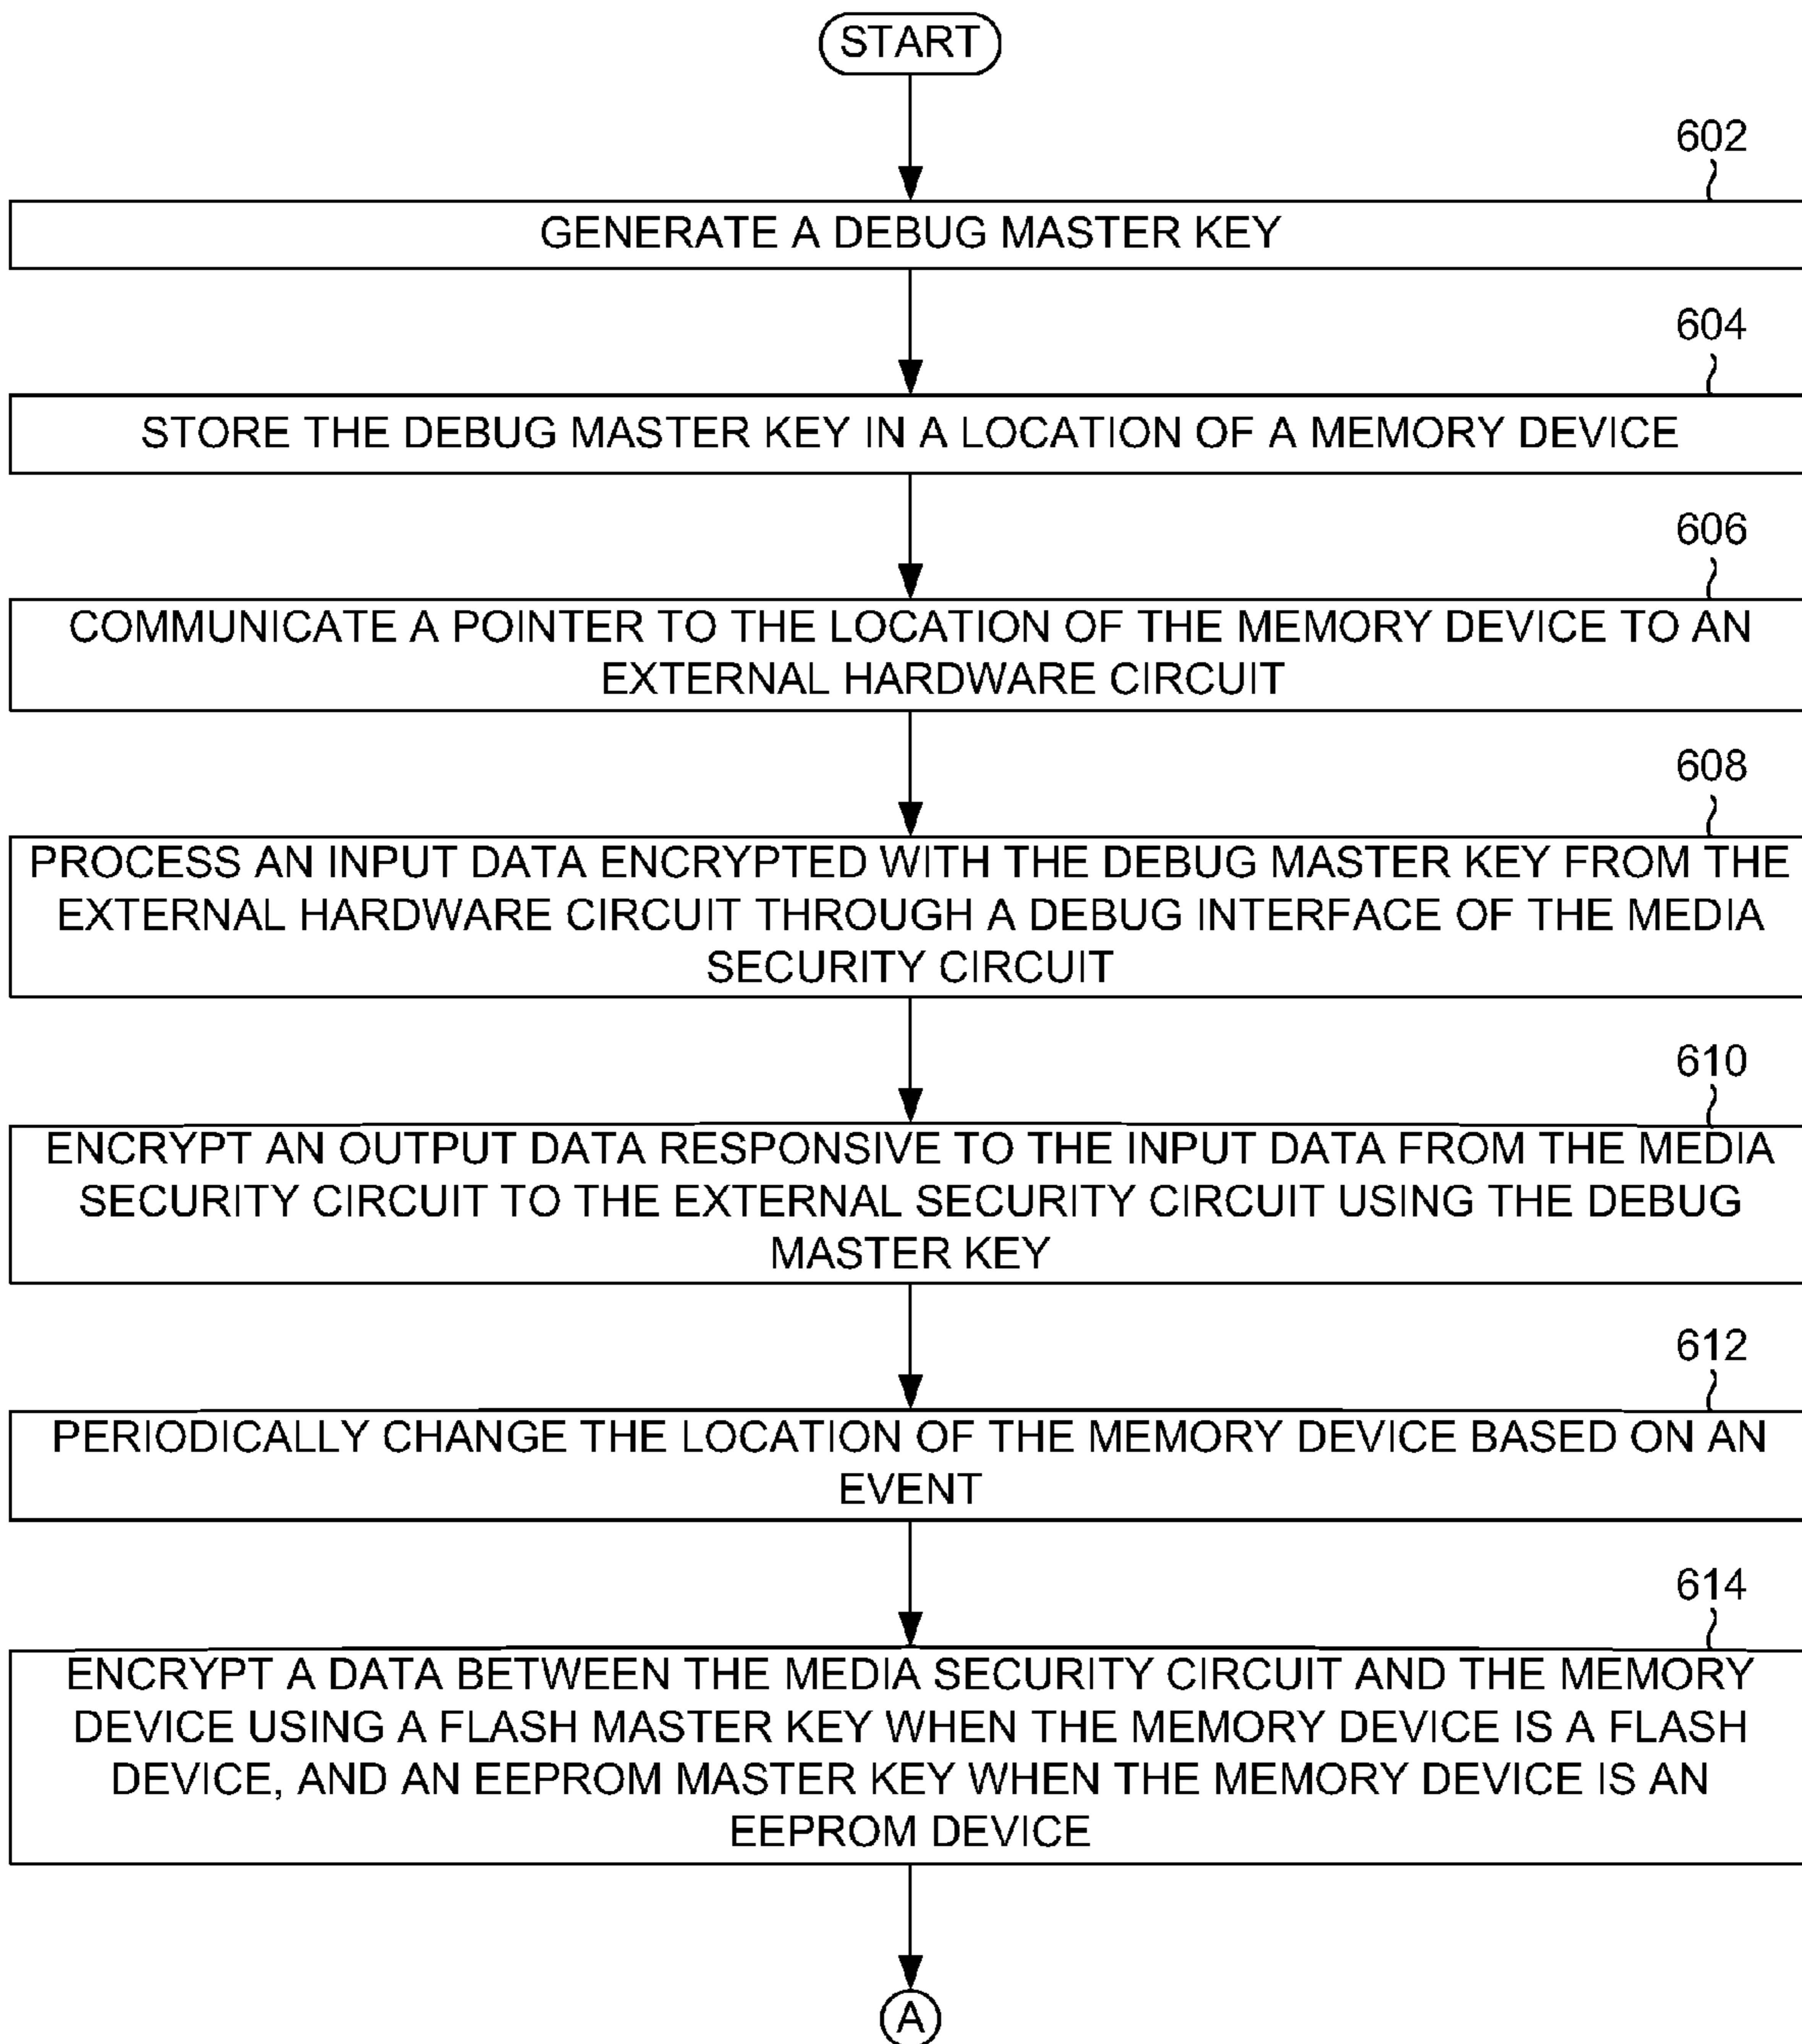 START
602
GENERATE A DEBUG MASTER KEY
604
STORE THE DEBUG MASTER KEY IN A LOCATION OF A MEMORY DEVICE
606
COMMUNICATE A POINTER TO THE LOCATION OF THE MEMORY DEVICE TO AN
EXTERNAL HARDWARE CIRCUIT
608
PROCESS AN INPUT DATA ENCRYPTED WITH THE DEBUG MASTER KEY FROM THE
EXTERNAL HARDWARE CIRCUIT THROUGH A DEBUG INTERFACE OF THE MEDIA
SECURITY CIRCUIT
610
ENCRYPT AN OUTPUT DATA RESPONSIVE TO THE INPUT DATA FROM THE MEDIA
SECURITY CIRCUIT TO THE EXTERNAL SECURITY CIRCUIT USING THE DEBUG
MASTER KEY
612
PERIODICALLY CHANGE THE LOCATION OF THE MEMORY DEVICE BASED ON AN
EVENT
614
ENCRYPT A DATA BETWEEN THE MEDIA SECURITY CIRCUIT AND THE MEMORY
DEVICE USING A FLASH MASTER KEY WHEN THE MEMORY DEVICE IS A FLASH
DEVICE, AND AN EEPROM MASTER KEY WHEN THE MEMORY DEVICE IS AN
EEPROM DEVICE
A